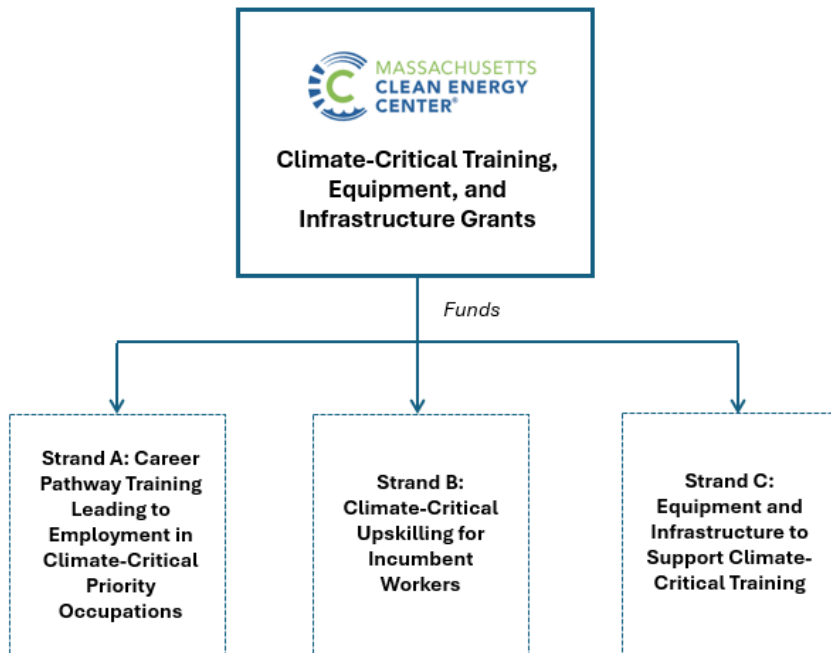 MASSACHUSETTS
CLEAN ENERGY
CENTER®
Climate-Critical Training,
Equipment, and
Infrastructure Grants
Funds
Strand A: Career
Pathway Training
Leading to
Employment in
Climate-Critical
Priority
Occupations
Strand B:
Climate-Critical
Upskilling for
Incumbent
Workers
Strand C:
Equipment and
Infrastructure to
Support Climate-
Critical Training